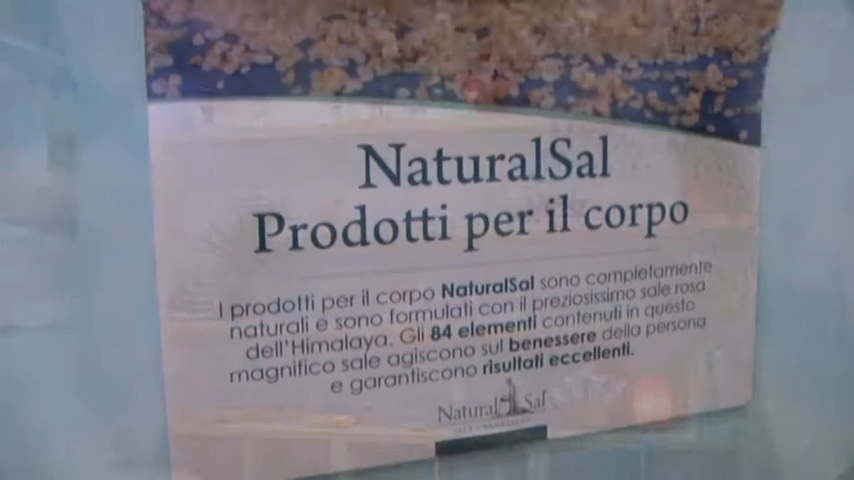 NaturalSal
Prodotti per il corpo
I prodotti per il corpo NaturalSal sono completamente
naturali e sono formulati con il preziosissimo sale rosa
dell'Himalaya. Gli 84 elementi contenuti in questo
magnifico sale agiscono sul benessere della persona
e garantiscono risultati eccellenti.
Natural Sal